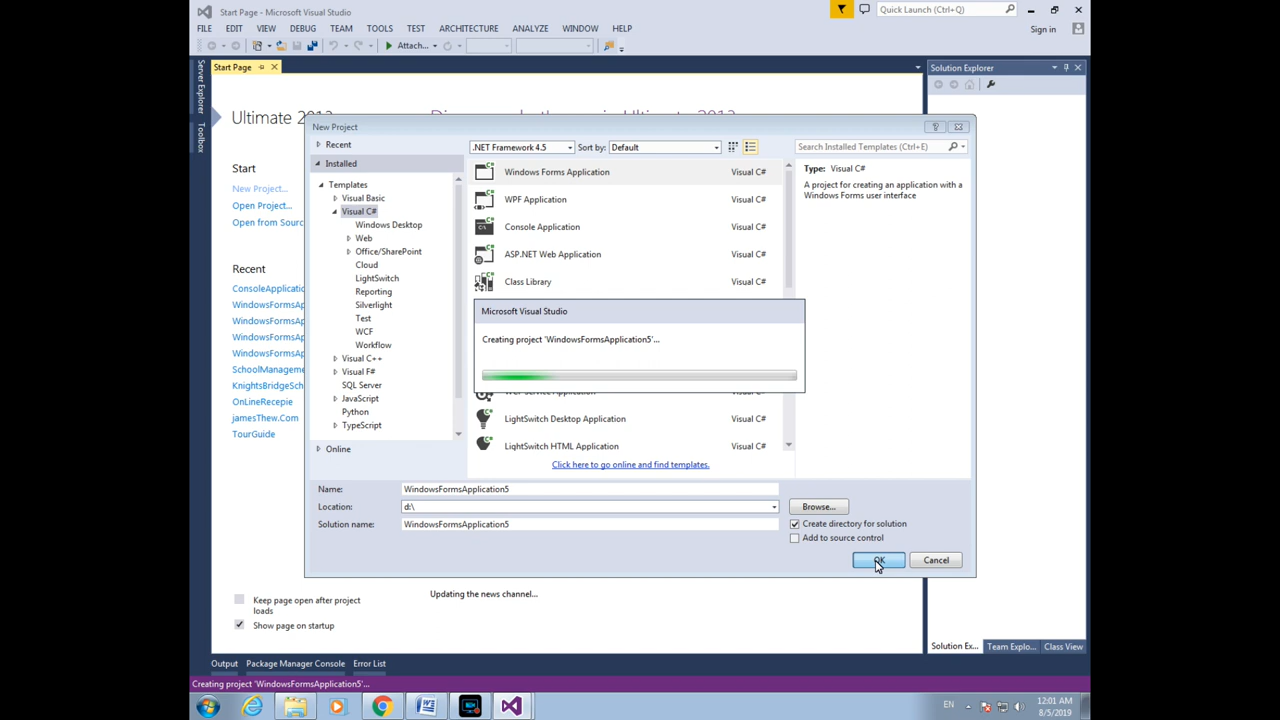 Start Page - Microsoft Visual Studio
Quick Launch (Ctrl+Q)
FILE EDIT VIEW DEBUG TEAM TOOLS TEST ARCHITECTURE ANALYZE WINDOW HELP
Sign in
Attach...
Server Explorer
Toolbox
Start Page
Solution Explorer
Ultimate 2013
Start
New Project...
Open Project...
Open from Sourc
Recent
ConsoleApplicatio
WindowsFormsAp
WindowsFormsAp
WindowsFormsAp
WindowsFormsAp
SchoolManageme
KnightsBridgeSch
OnLineRecepie
jamesThew.Com
TourGuide
Keep page open after project
loads
Show page on startup
Updating the news channel...
New Project
Recent
Installed
Templates
Visual Basic
Visual C#
Windows Desktop
Web
Office/SharePoint
Cloud
LightSwitch
Reporting
Silverlight
Test
WCF
Workflow
Visual C++
Visual F#
SQL Server
JavaScript
Python
TypeScript
Online
.NET Framework 4.5 Sort by: Default
Windows Forms Application Visual C#
WPF Application Visual C#
Console Application Visual C#
ASP.NET Web Application Visual C#
Class Library Visual C#
LightSwitch Desktop Application Visual C#
LightSwitch HTML Application Visual C#
Click here to go online and find templates.
Search Installed Templates (Ctrl+E)
Type: Visual C#
A project for creating an application with a
Windows Forms user interface
Microsoft Visual Studio
Creating project 'WindowsFormsApplication5'...
Name: WindowsFormsApplication5
Location: d:\
Browse...
Solution name: WindowsFormsApplication5
Create directory for solution
Add to source control
OK Cancel
Solution Ex... Team Explo... Class View
Output Package Manager Console Error List
Creating project 'WindowsFormsApplication5'...
EN
12:01 AM
8/5/2019